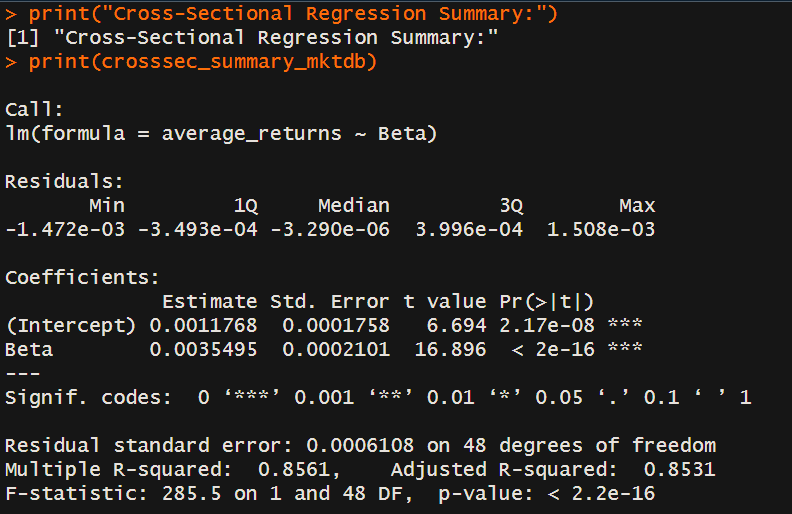 > print("Cross-Sectional Regression Summary:")
[1] "Cross-Sectional Regression Summary:"
> print(crosssec_summary_mktdb)
Call:
lm(formula = average_returns ~ Beta)
Residuals:
       Min         1Q     Median         3Q        Max
-1.472e-03 -3.493e-04 -3.290e-06  3.996e-04  1.508e-03
Coefficients:
             Estimate Std. Error t value Pr(>|t|)
(Intercept) 0.0011768  0.0001758   6.694 2.17e-08 ***
Beta        0.0035495  0.0002101  16.896  < 2e-16 ***
---
Signif. codes:  0 ‘***’ 0.001 ‘**’ 0.01 ‘*’ 0.05 ‘.’ 0.1 ‘ ’ 1
Residual standard error: 0.0006108 on 48 degrees of freedom
Multiple R-squared:  0.8561,    Adjusted R-squared:  0.8531
F-statistic: 285.5 on 1 and 48 DF,  p-value: < 2.2e-16